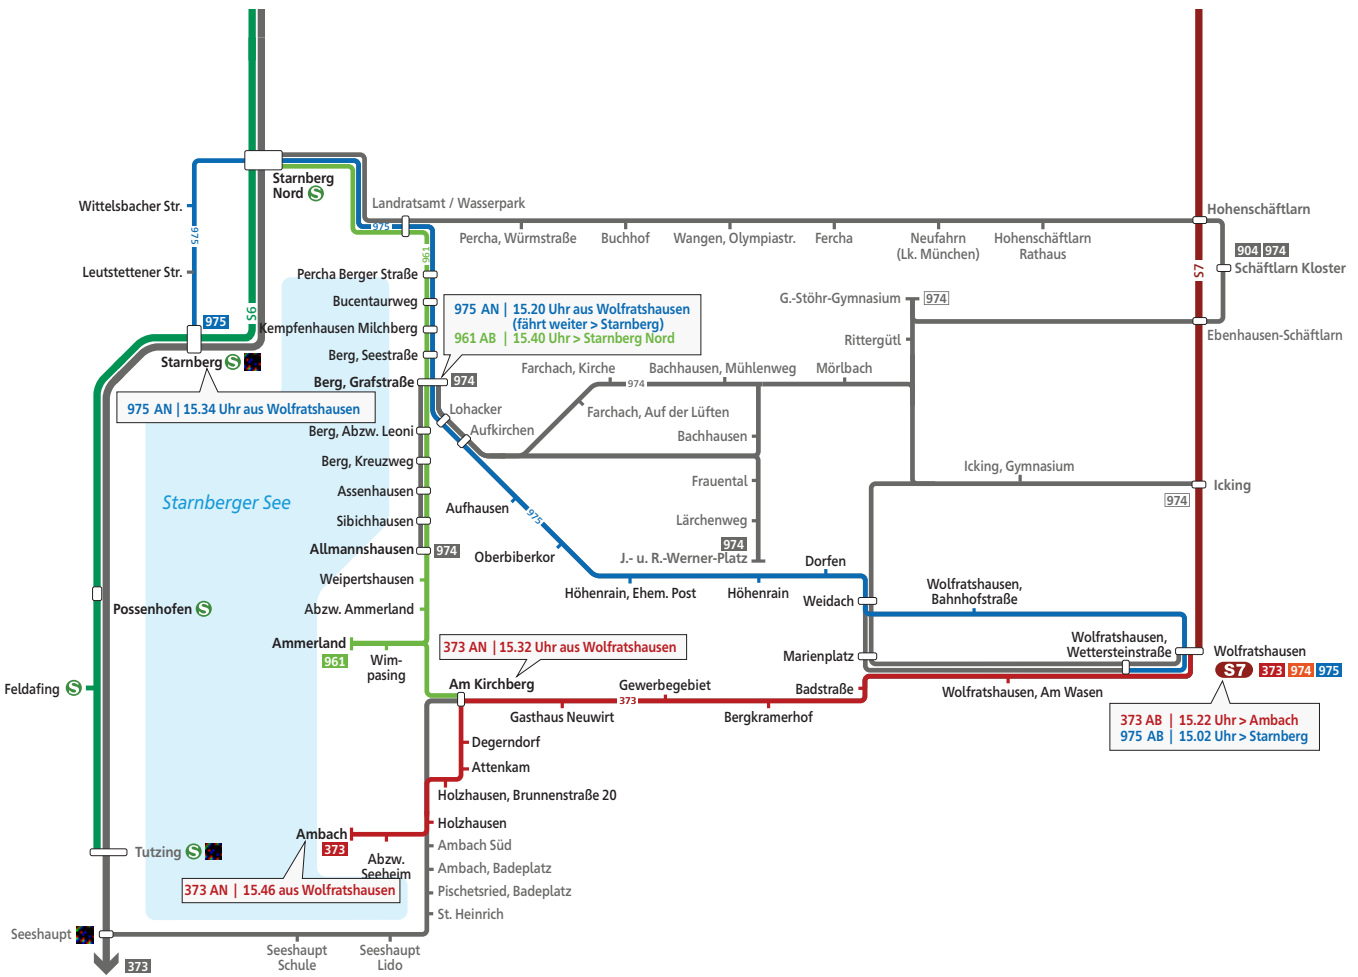 Starnberg
Nord S
Wittelsbacher Str.
975
Leutstettener Str.
S6
975
Starnberg S
975 AN | 15.34 Uhr aus Wolfratshausen
Starnberger See
Possenhofen S
Feldafing S
Tutzing S
Seeshaupt
373
Landratsamt / Wasserpark
975
961
Percha, Würmstraße
Buchhof
Wangen, Olympiastr.
Fercha
Neufahrn
(Lk. München)
Hohenschäftlarn
Rathaus
Hohenschäftlarn
904 974
Schäftlarn Kloster
S7
Ebenhausen-Schäftlarn
Percha Berger Straße
Bucentaurweg
Kempfenhausen Milchberg
Berg, Seestraße
Berg, Grafstraße
974
975 AN | 15.20 Uhr aus Wolfratshausen
(fährt weiter > Starnberg)
961 AB | 15.40 Uhr > Starnberg Nord
G.-Stöhr-Gymnasium
974
Rittergütl
Farchach, Kirche
974
Bachhausen, Mühlenweg
Mörlbach
Lohacker
Aufkirchen
Farchach, Auf der Lüften
Bachhausen
Berg, Abzw. Leoni
Berg, Kreuzweg
Assenhausen
Sibichhausen
Allmannshausen
974
Weipertshausen
Abzw. Ammerland
Ammerland
961
Wim-
pasing
Frauental
Lärchenweg
974
J.- u. R.-Werner-Platz
Icking, Gymnasium
Icking
974
Aufhausen
975
Oberbiberkor
Höhenrain, Ehem. Post
Höhenrain
Dorfen
Weidach
Wolfratshausen,
Bahnhofstraße
Marienplatz
Wolfratshausen,
Wettersteinstraße
Wolfratshausen
S7 373 974 975
373 AB | 15.22 Uhr > Ambach
975 AB | 15.02 Uhr > Starnberg
373 AN | 15.32 Uhr aus Wolfratshausen
Am Kirchberg
Gewerbegebiet
373
Gasthaus Neuwirt
Bergkramerhof
Badstraße
Wolfratshausen, Am Wasen
Degerndorf
Attenkam
Holzhausen, Brunnenstraße 20
Holzhausen
Ambach
373
Abzw.
Seeheim
373 AN | 15.46 aus Wolfratshausen
Ambach Süd
Ambach, Badeplatz
Pischetsried, Badeplatz
St. Heinrich
Seeshaupt
Schule
Seeshaupt
Lido